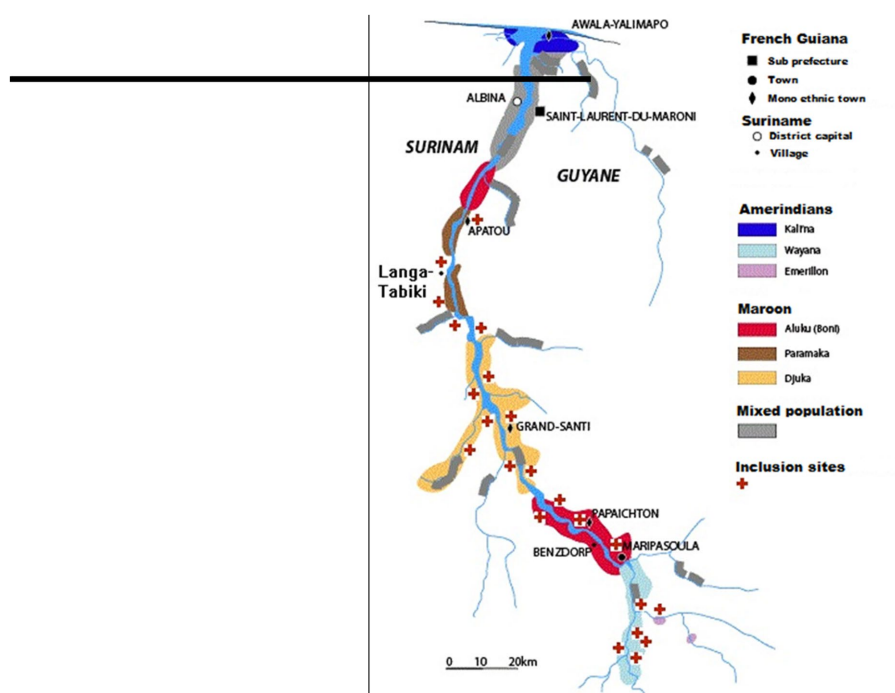 AWALA-YALIMAPO
ALBINA
SAINT-LAURENT-DU-MARONI
SURINAM
GUYANE
APATOU
Langa-
Tabiki
GRAND-SANTI
PAPAICHTON
BENZDORP
MARIPASOULA
0 10 20km
French Guiana
Sub prefecture
Town
Mono ethnic town
Suriname
District capital
Village
Amerindians
Kali'na
Wayana
Emerillon
Maroon
Aluku (Boni)
Paramaka
Djuka
Mixed population
Inclusion sites